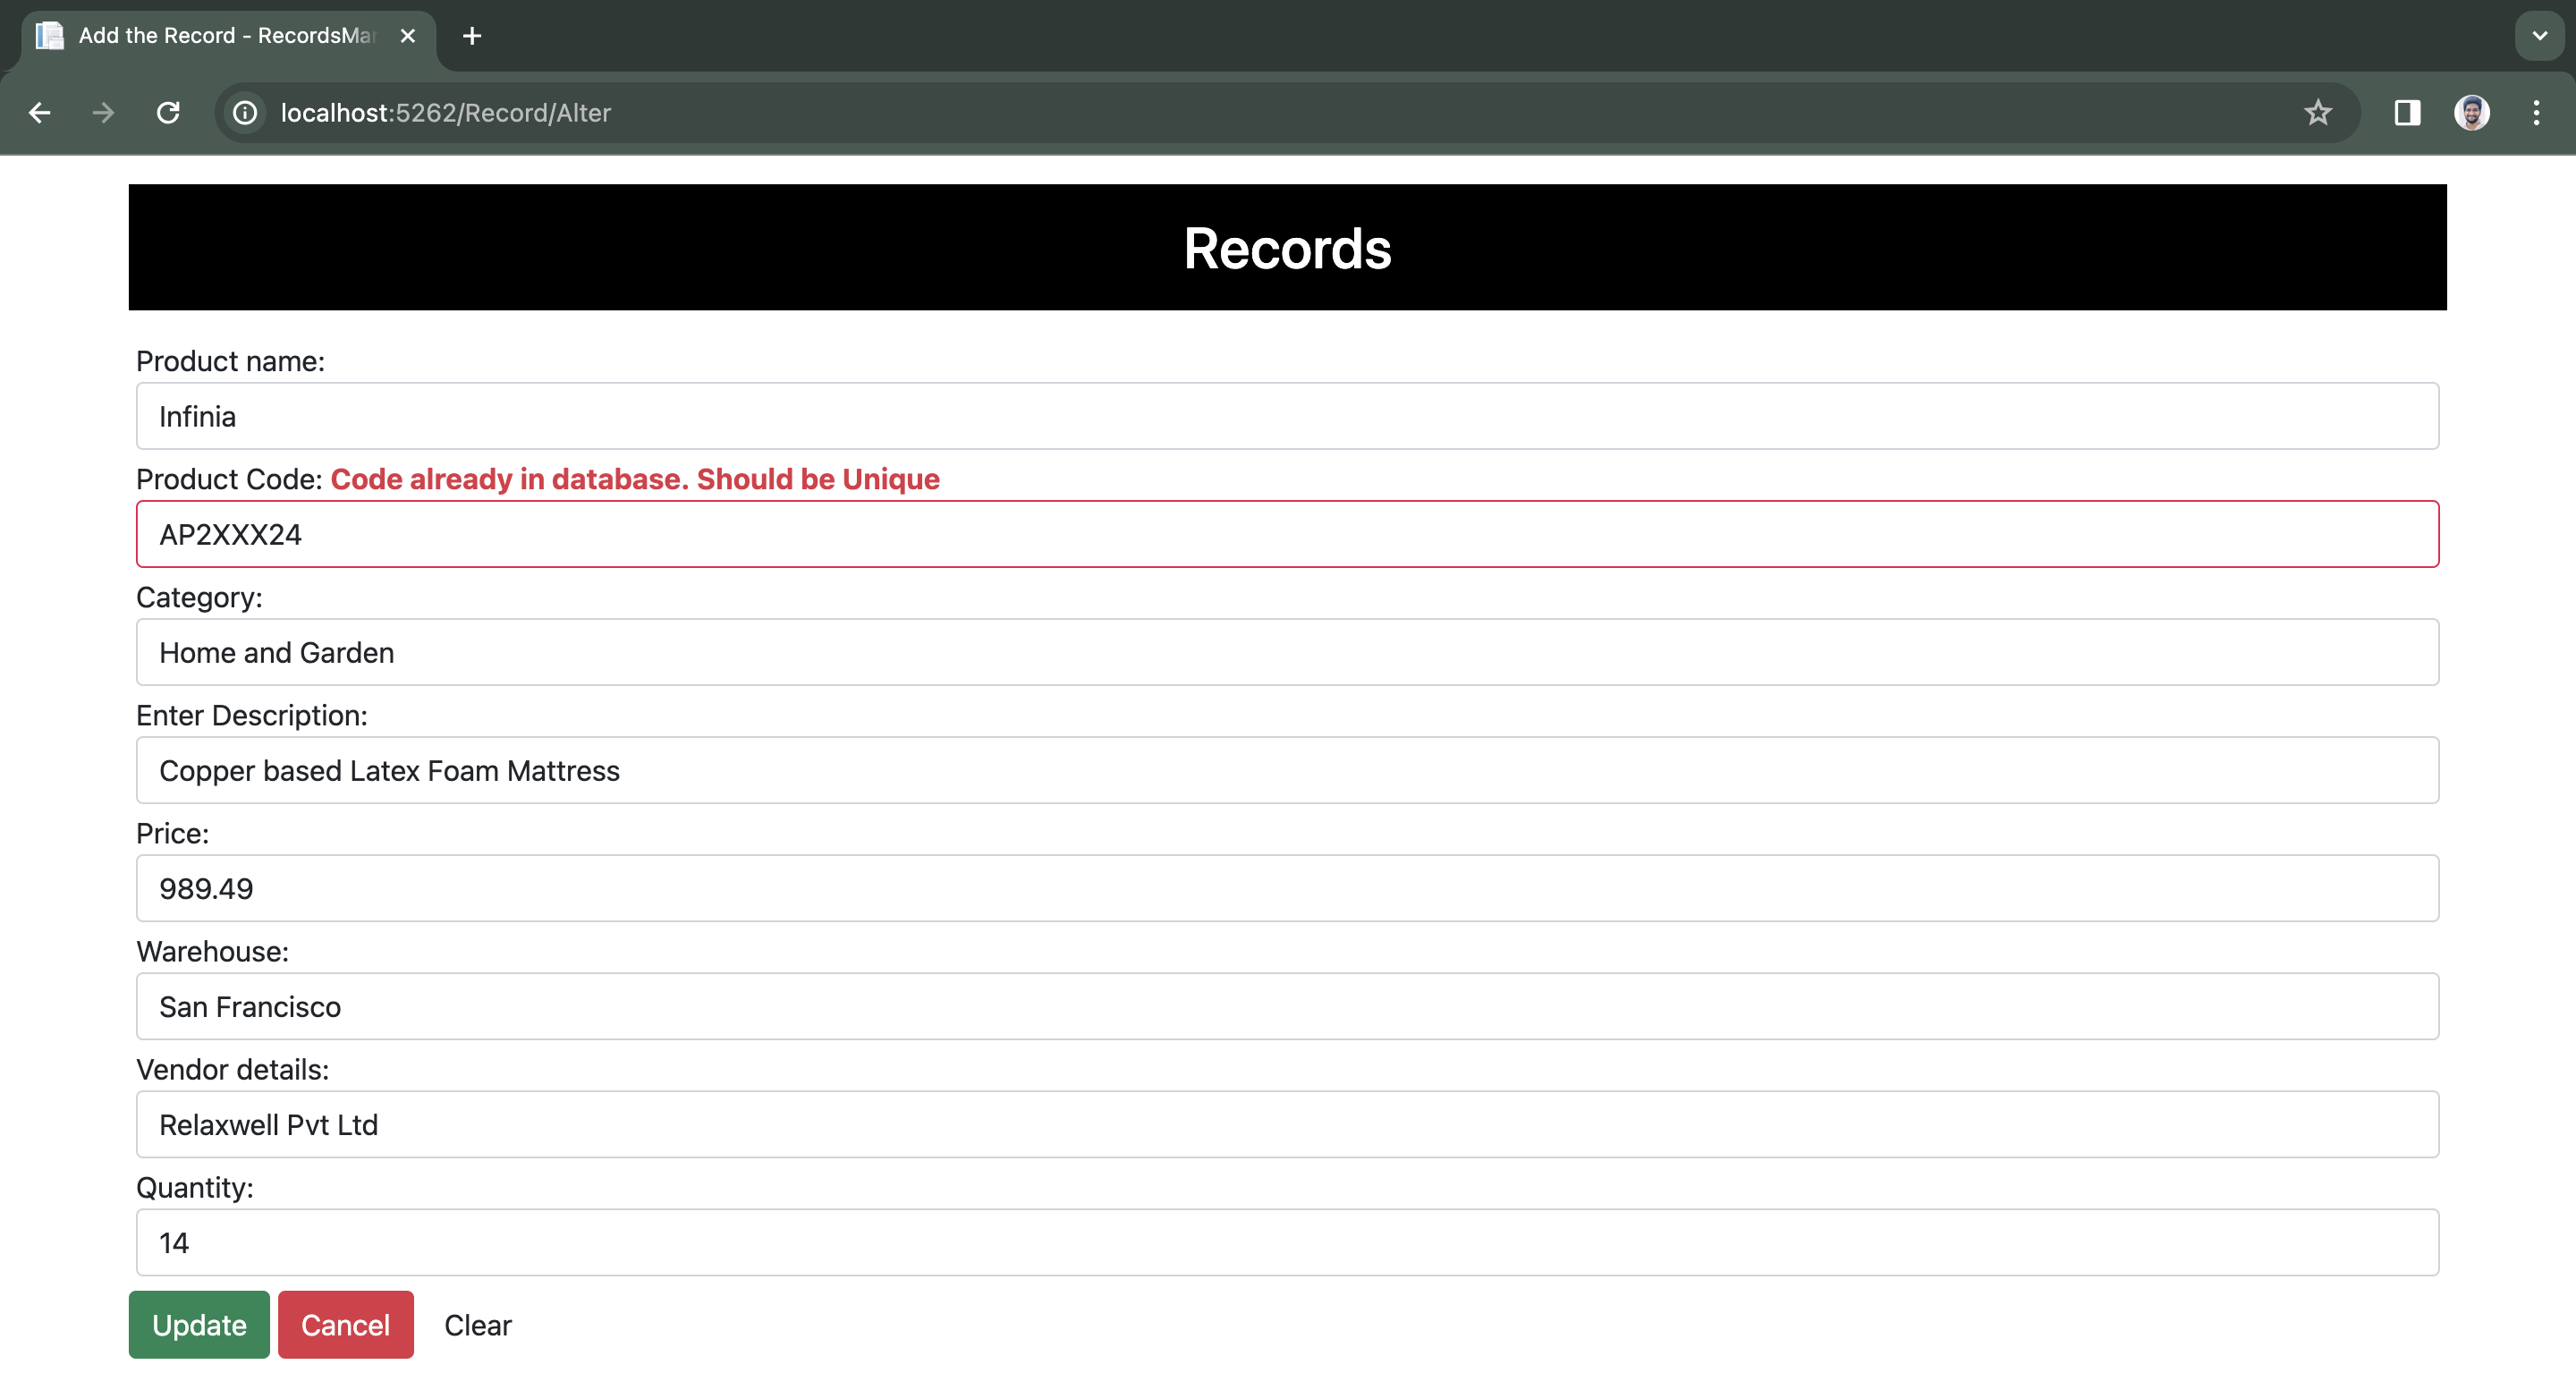 Add the Record - RecordsMar
localhost:5262/Record/Alter
Records
Product name:
Infinia
Product Code: Code already in database. Should be Unique
AP2XXX24
Category:
Home and Garden
Enter Description:
Copper based Latex Foam Mattress
Price:
989.49
Warehouse:
San Francisco
Vendor details:
Relaxwell Pvt Ltd
Quantity:
14
Update Cancel Clear